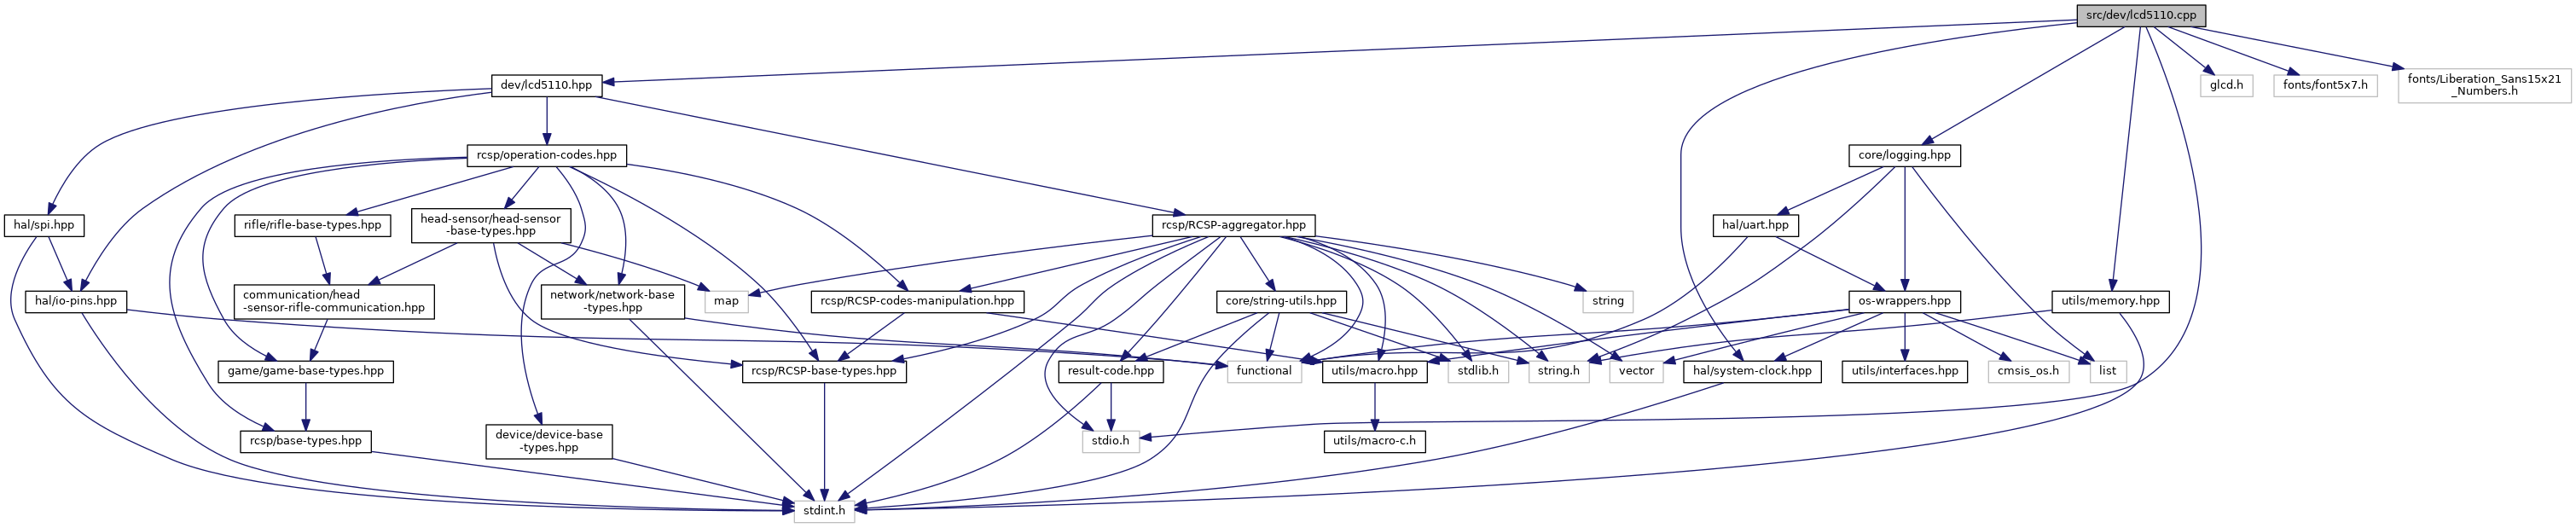 src/dev/lcd5110.cpp
dev/lcd5110.hpp
glcd.h
fonts/font5x7.h
fonts/Liberation_Sans15x21
_Numbers.h
rcsp/operation-codes.hpp
core/logging.hpp
hal/spi.hpp
rifle/rifle-base-types.hpp
head-sensor/head-sensor
-base-types.hpp
rcsp/RCSP-aggregator.hpp
hal/uart.hpp
hal/io-pins.hpp
communication/head
-sensor-rifle-communication.hpp
network/network-base
-types.hpp
map
rcsp/RCSP-codes-manipulation.hpp
core/string-utils.hpp
string
os-wrappers.hpp
utils/memory.hpp
game/game-base-types.hpp
rcsp/RCSP-base-types.hpp
result-code.hpp
functional
utils/macro.hpp
stdlib.h
string.h
vector
hal/system-clock.hpp
utils/interfaces.hpp
cmsis_os.h
list
rcsp/base-types.hpp
device/device-base
-types.hpp
stdio.h
utils/macro-c.h
stdint.h